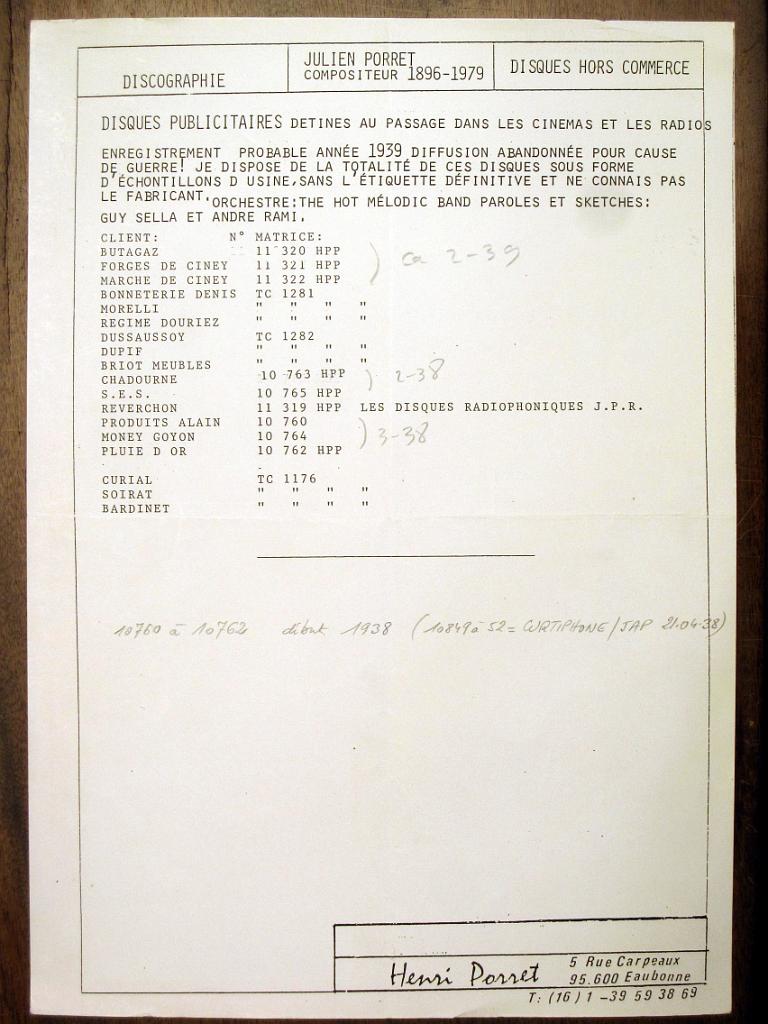 DISCOGRAPHIE
JULIEN PORRET
COMPOSITEUR 1896-1979
DISQUES HORS COMMERCE
DISQUES PUBLICITAIRES DETINES AU PASSAGE DANS LES CINEMAS ET LES RADIOS
ENREGISTREMENT PROBABLE ANNÉE 1939 DIFFUSION ABANDONNÉE POUR CAUSE
DE GUERRE! JE DISPOSE DE LA TOTALITÉ DE CES DISQUES SOUS FORME
D'ÉCHONTILLONS D USINE,SANS L'ÉTIQUETTE DÉFINITIVE ET NE CONNAIS PAS
LE FABRICANT.ORCHESTRE:THE HOT MÉLODIC BAND PAROLES ET SKETCHES:
GUY SELLA ET ANDRE RAMI.
CLIENT: N° MATRICE:
BUTAGAZ 11 320 HPP
FORGES DE CINEY 11 321 HPP ) ca 2-39
MARCHE DE CINEY 11 322 HPP
BONNETERIE DENIS TC 1281
MORELLI " " " "
REGIME DOURIEZ " " " "
DUSSAUSSOY TC 1282
DUPIF " " " "
BRIOT MEUBLES " " " "
CHADOURNE 10 763 HPP ) 2-38
S.E.S. 10 765 HPP
REVERCHON 11 319 HPP LES DISQUES RADIOPHONIQUES J.P.R.
PRODUITS ALAIN 10 760
MONEY GOYON 10 764 ) 3-38
PLUIE D OR 10 762 HPP
CURIAL TC 1176
SOIRAT " " " "
BARDINET " " " "
10760 à 10762 début 1938 (10849 à 52 = CURTIPHONE/JAP 21-04-38)
Henri Porret
5 Rue Carpeaux
95.600 Eaubonne
T: (16) 1 -39 59 38 69